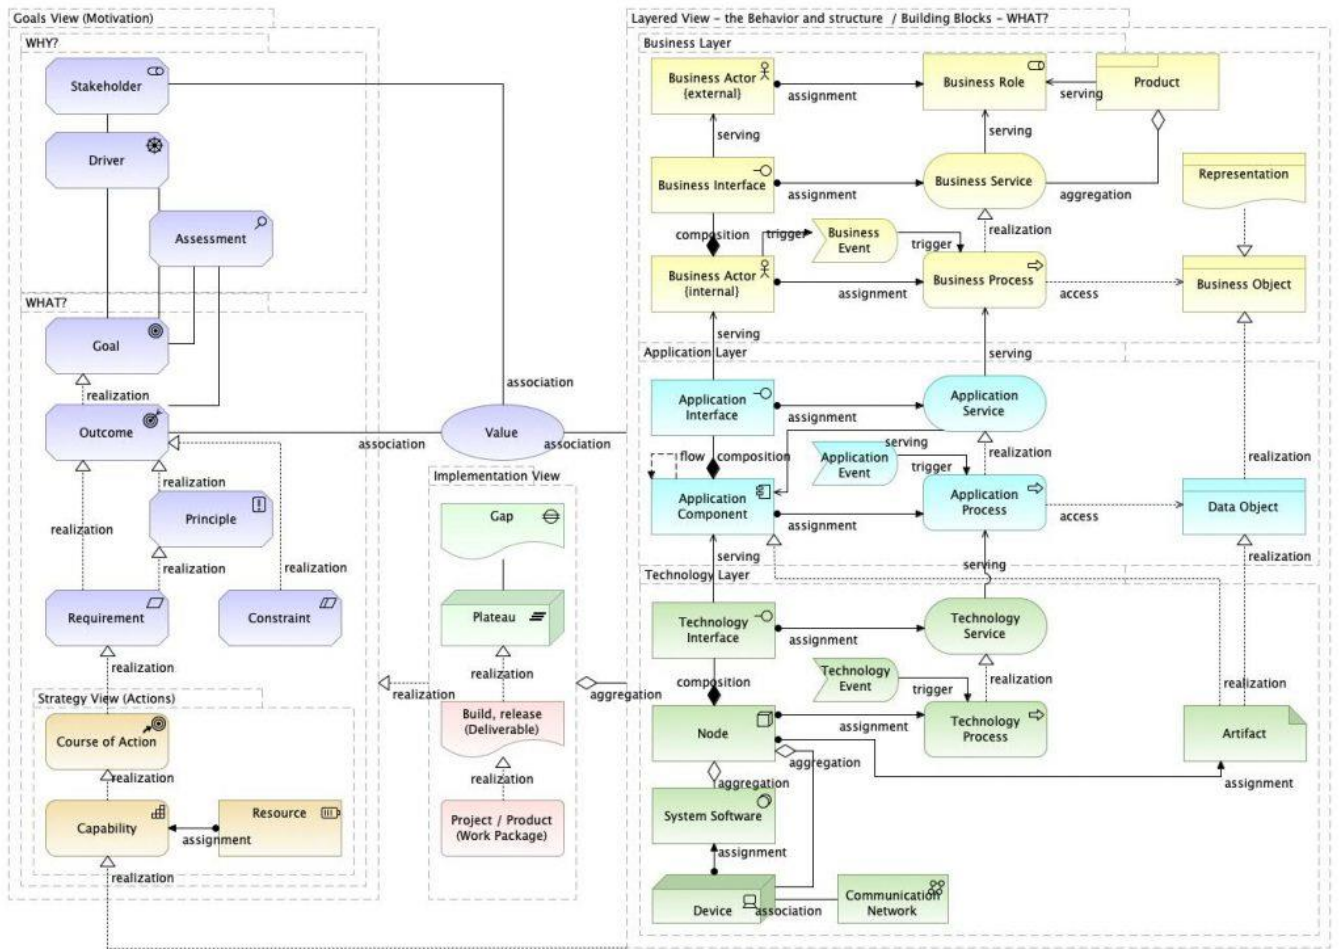 Goals View (Motivation)
WHY?
Stakeholder
Driver
Assessment
WHAT?
Goal
realization
Outcome
association
association
association
Value
realization
realization
Principle
realization
realization
Requirement
Constraint
realization
Strategy View (Actions)
Course of Action
realization
Capability
assignment
Resource
realization
Implementation View
Gap
Plateau
realization
realization
Build, release
(Deliverable)
realization
Project / Product
(Work Package)
aggregation
Layered View - the Behavior and structure / Building Blocks - WHAT?
Business Layer
Business Actor
{external}
assignment
Business Role
serving
Product
serving
serving
Business Interface
assignment
Business Service
aggregation
Representation
composition
trigger
Business
Event
trigger
realization
Business Actor
{internal}
assignment
Business Process
access
Business Object
serving
serving
Application Layer
Application
Interface
assignment
Application
Service
flow
composition
serving
Application
Event
trigger
realization
realization
Application
Component
assignment
Application
Process
access
Data Object
serving
serving
realization
Technology Layer
Technology
Interface
assignment
Technology
Service
composition
Technology
Event
trigger
realization
realization
Node
assignment
Technology
Process
Artifact
aggregation
aggregation
assignment
System Software
assignment
Device
association
Communication
Network